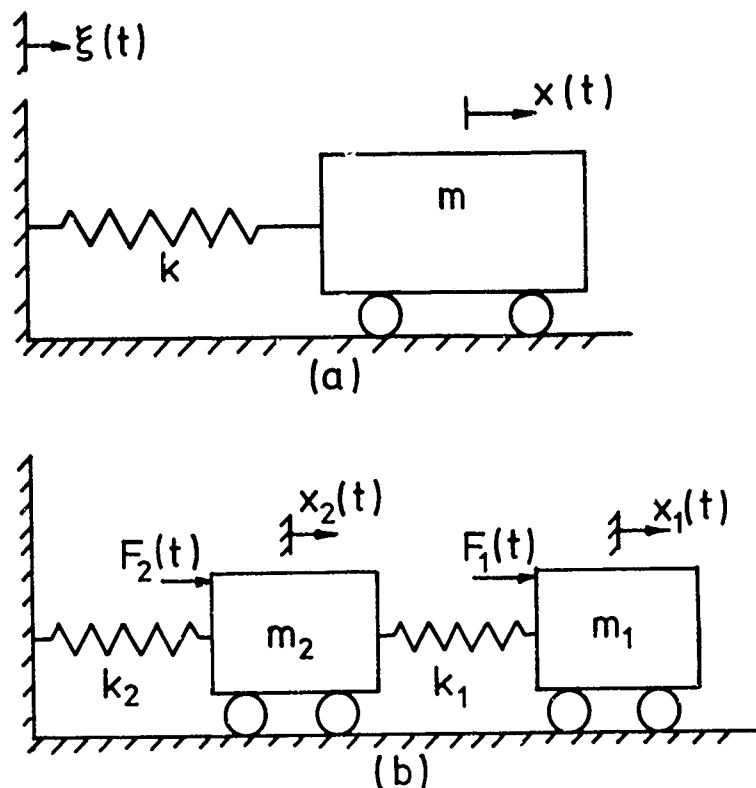 ξ(t)
x(t)
m
k
(a)
x₂(t)
x₁(t)
F₂(t)
F₁(t)
m₂
m₁
k₂
k₁
(b)